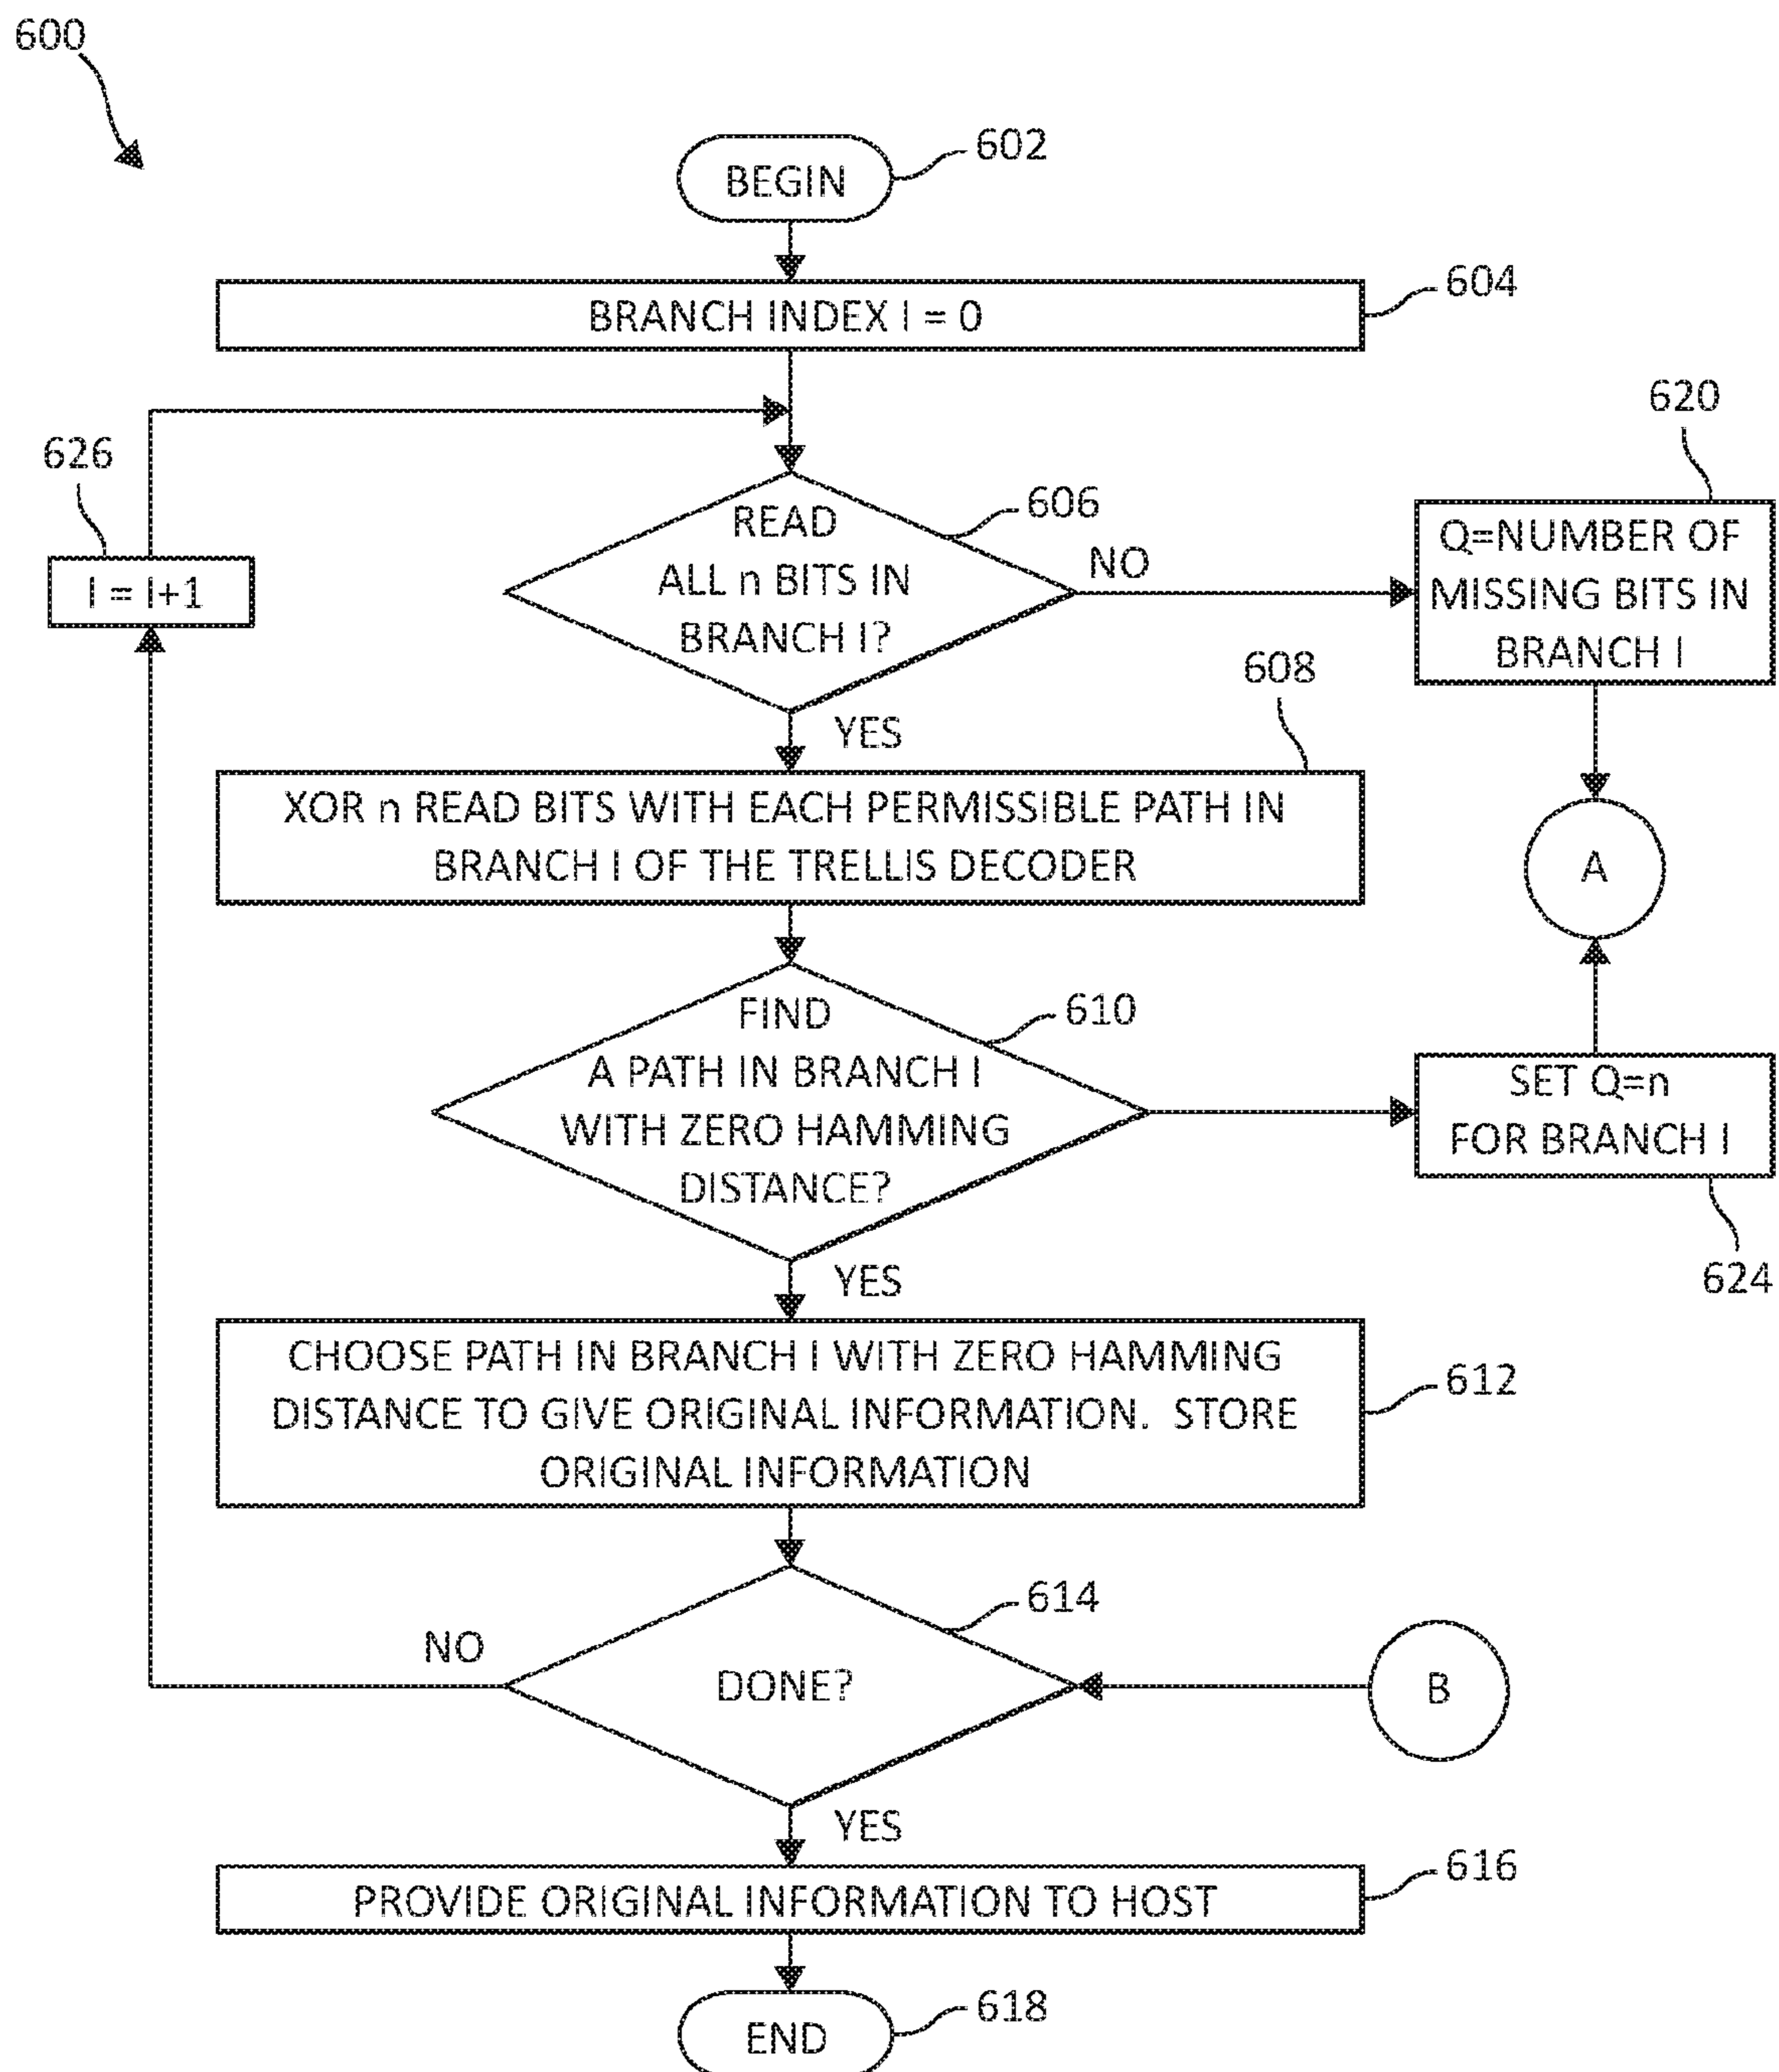 600
602
BEGIN
604
BRANCH INDEX I = 0
620
626
606
READ
ALL n BITS IN
BRANCH I?
NO
Q=NUMBER OF
MISSING BITS IN
BRANCH I
I = I+1
608
YES
XOR n READ BITS WITH EACH PERMISSIBLE PATH IN
BRANCH I OF THE TRELLIS DECODER
A
610
FIND
A PATH IN BRANCH I
WITH ZERO HAMMING
DISTANCE?
SET Q=n
FOR BRANCH I
624
YES
CHOOSE PATH IN BRANCH I WITH ZERO HAMMING
DISTANCE TO GIVE ORIGINAL INFORMATION. STORE
ORIGINAL INFORMATION
612
614
NO
DONE?
B
YES
616
PROVIDE ORIGINAL INFORMATION TO HOST
618
END